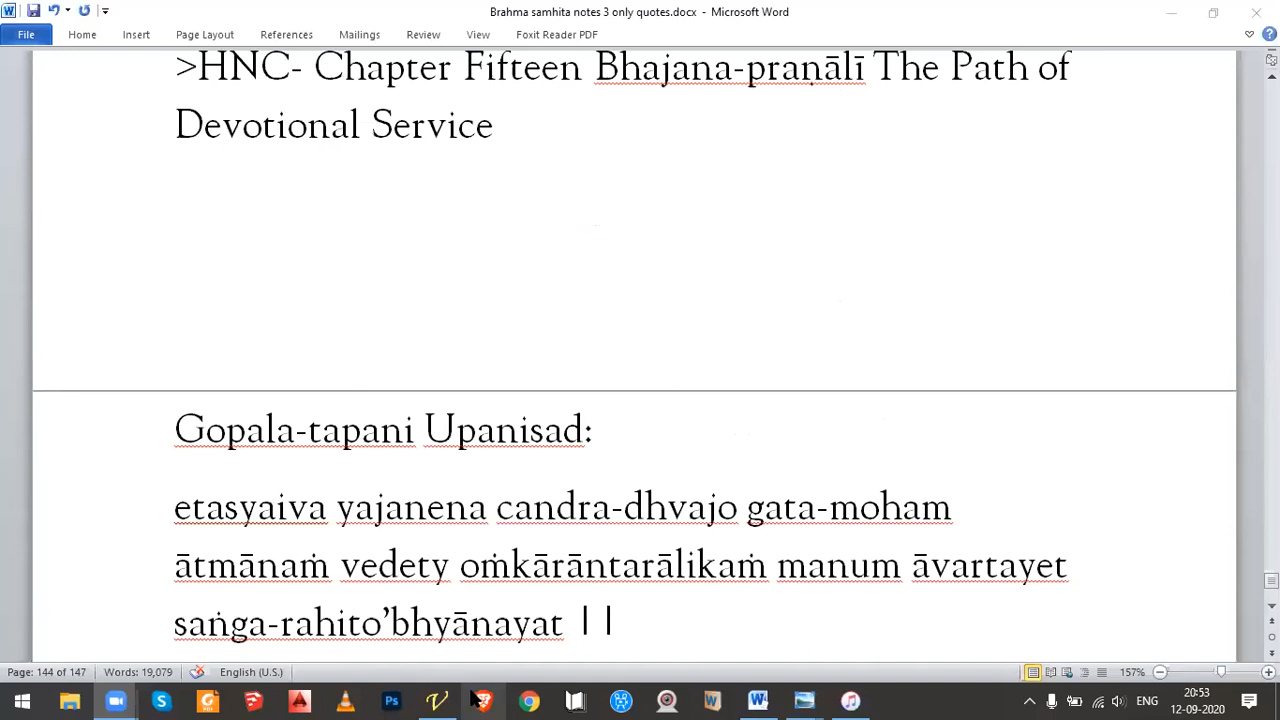 Brahma samhita notes 3 only quotes.docx - Microsoft Word
File Home Insert Page Layout References Mailings Review View Foxit Reader PDF
>HNC- Chapter Fifteen Bhajana-praṇālī The Path of
Devotional Service
Gopala-tapani Upanisad:
etasyaiva yajanena candra-dhvajo gata-moham
ātmānaṁ vedety oṁkārāntarālikaṁ manum āvartayet
saṅga-rahito’bhyānayat ||
Page: 144 of 147 Words: 19,079 English (U.S.) 157%
ENG 20:53
12-09-2020